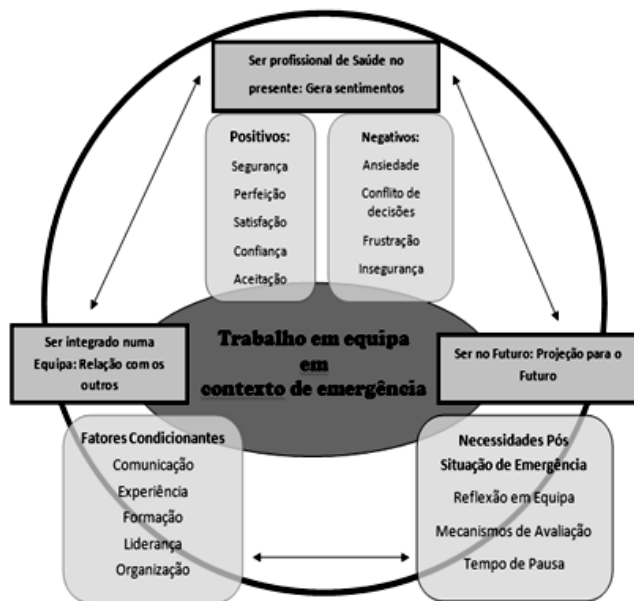 Ser profissional de Saúde no
presente: Gera sentimentos
Positivos:
Segurança
Perfeição
Satisfação
Confiança
Aceitação
Negativos:
Ansiedade
Conflito de
decisões
Frustração
Insegurança
Trabalho em equipa
em
contexto de emergência
Ser integrado numa
Equipa: Relação com os
outros
Ser no Futuro: Projeção para o
Futuro
Fatores Condicionantes
Comunicação
Experiência
Formação
Liderança
Organização
Necessidades Pós
Situação de Emergência
Reflexão em Equipa
Mecanismos de Avaliação
Tempo de Pausa